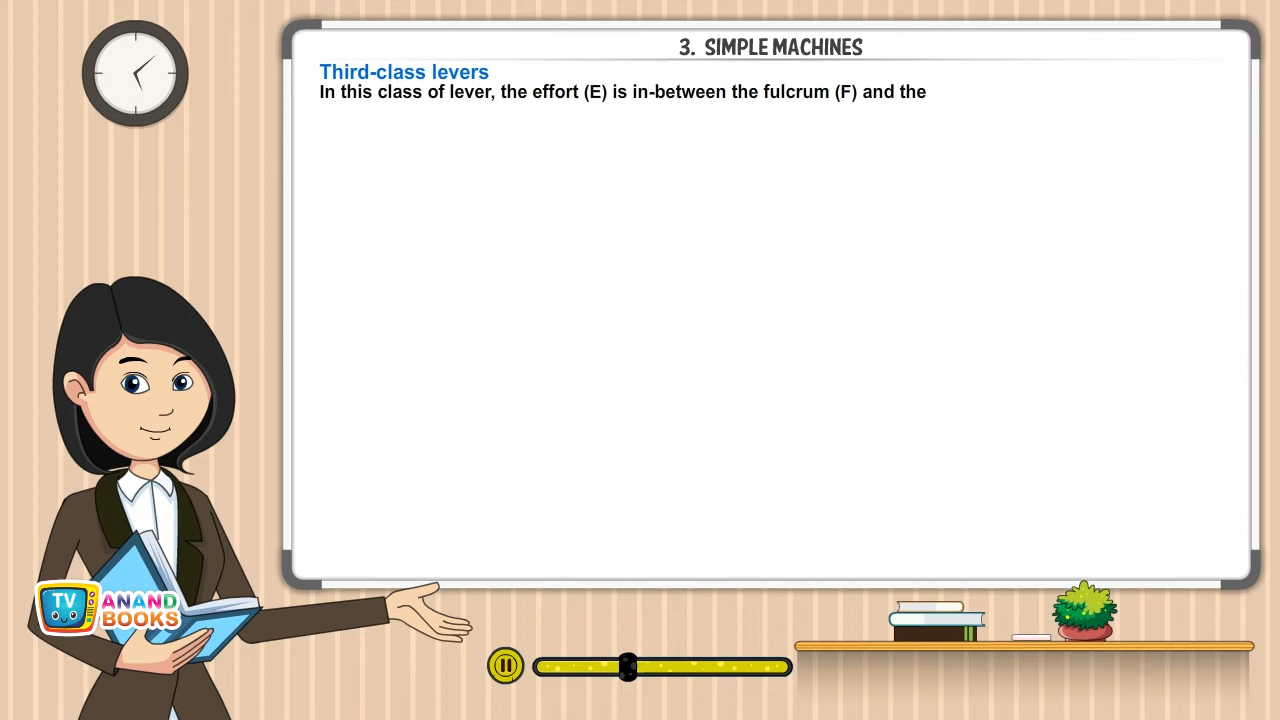 3. SIMPLE MACHINES
Third-class levers
In this class of lever, the effort (E) is in-between the fulcrum (F) and the
TV
ANAND
BOOKS